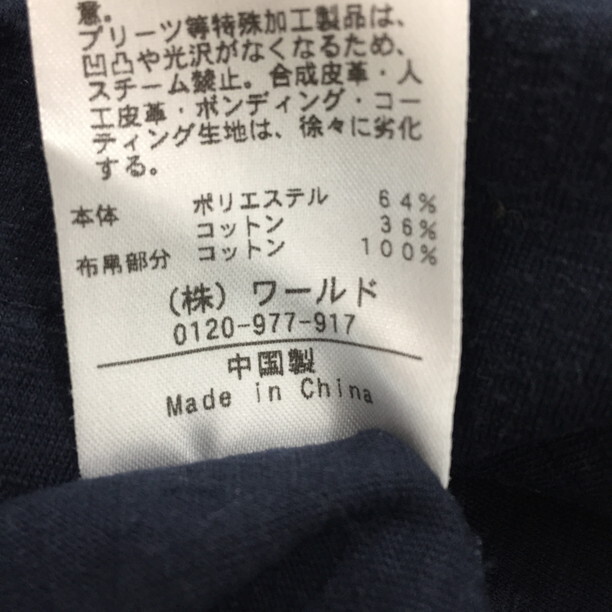 意。
プリーツ等特殊加工製品は、
凹凸や光沢がなくなるため、
スチーム禁止。合成皮革・人
工皮革・ボンディング・コー
ティング生地は、徐々に劣化
する。
本体 ポリエステル 64%
コットン 36%
布帛部分 コットン 100%
(株) ワールド
0120-977-917
中国製
Made in China